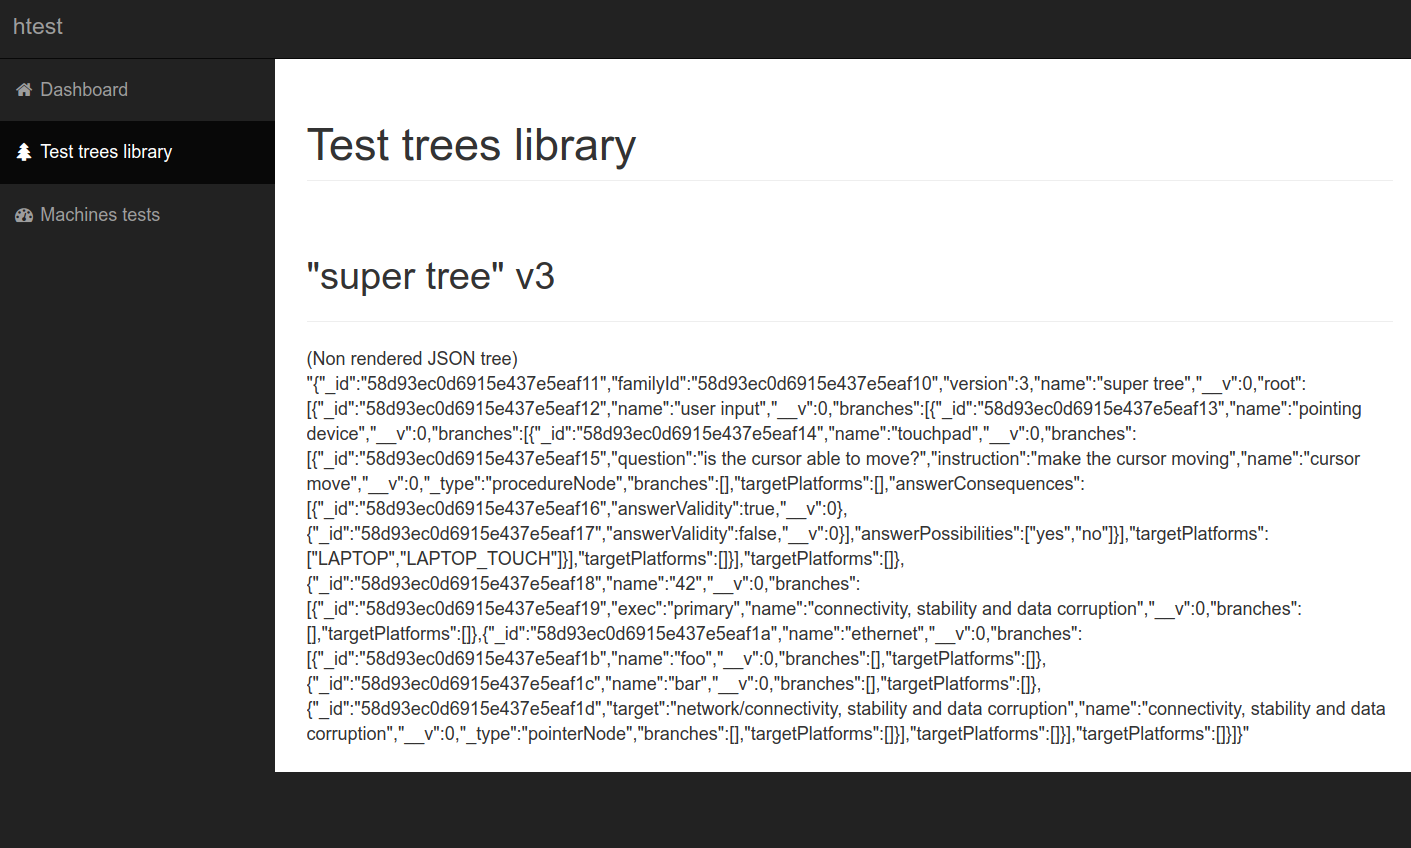 htest
Dashboard
Test trees library
Machines tests
Test trees library
"super tree" v3
(Non rendered JSON tree)
"{"_id":"58d93ec0d6915e437e5eaf11","familyId":"58d93ec0d6915e437e5eaf10","version":3,"name":"super tree","__v":0,"root":
[{"_id":"58d93ec0d6915e437e5eaf12","name":"user input","__v":0,"branches":[{"_id":"58d93ec0d6915e437e5eaf13","name":"pointing
device","__v":0,"branches":[{"_id":"58d93ec0d6915e437e5eaf14","name":"touchpad","__v":0,"branches":
[{"_id":"58d93ec0d6915e437e5eaf15","question":"is the cursor able to move?","instruction":"make the cursor moving","name":"cursor
move","__v":0,"_type":"procedureNode","branches":[],"targetPlatforms":[],"answerConsequences":
[{"_id":"58d93ec0d6915e437e5eaf16","answerValidity":true,"__v":0},
{"_id":"58d93ec0d6915e437e5eaf17","answerValidity":false,"__v":0}],"answerPossibilities":["yes","no"]}],"targetPlatforms":
["LAPTOP","LAPTOP_TOUCH"]}],"targetPlatforms":[]}],"targetPlatforms":[]},
{"_id":"58d93ec0d6915e437e5eaf18","name":"42","__v":0,"branches":
[{"_id":"58d93ec0d6915e437e5eaf19","exec":"primary","name":"connectivity, stability and data corruption","__v":0,"branches":
[],"targetPlatforms":[]},{"_id":"58d93ec0d6915e437e5eaf1a","name":"ethernet","__v":0,"branches":
[{"_id":"58d93ec0d6915e437e5eaf1b","name":"foo","__v":0,"branches":[],"targetPlatforms":[]},
{"_id":"58d93ec0d6915e437e5eaf1c","name":"bar","__v":0,"branches":[],"targetPlatforms":[]},
{"_id":"58d93ec0d6915e437e5eaf1d","target":"network/connectivity, stability and data corruption","name":"connectivity, stability and data
corruption","__v":0,"_type":"pointerNode","branches":[],"targetPlatforms":[]}],"targetPlatforms":[]}],"targetPlatforms":[]}]}"